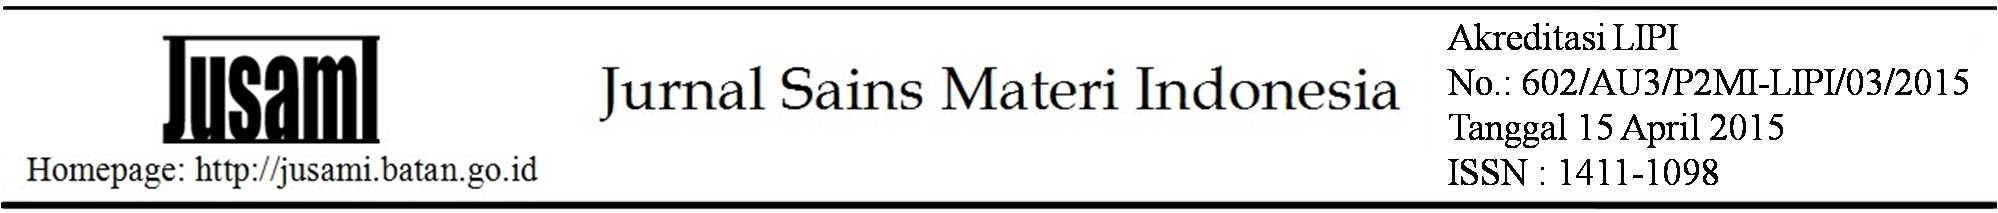 JusamI
Homepage: http://jusami.batan.go.id
Jurnal Sains Materi Indonesia
Akreditasi LIPI
No.: 602/AU3/P2MI-LIPI/03/2015
Tanggal 15 April 2015
ISSN : 1411-1098